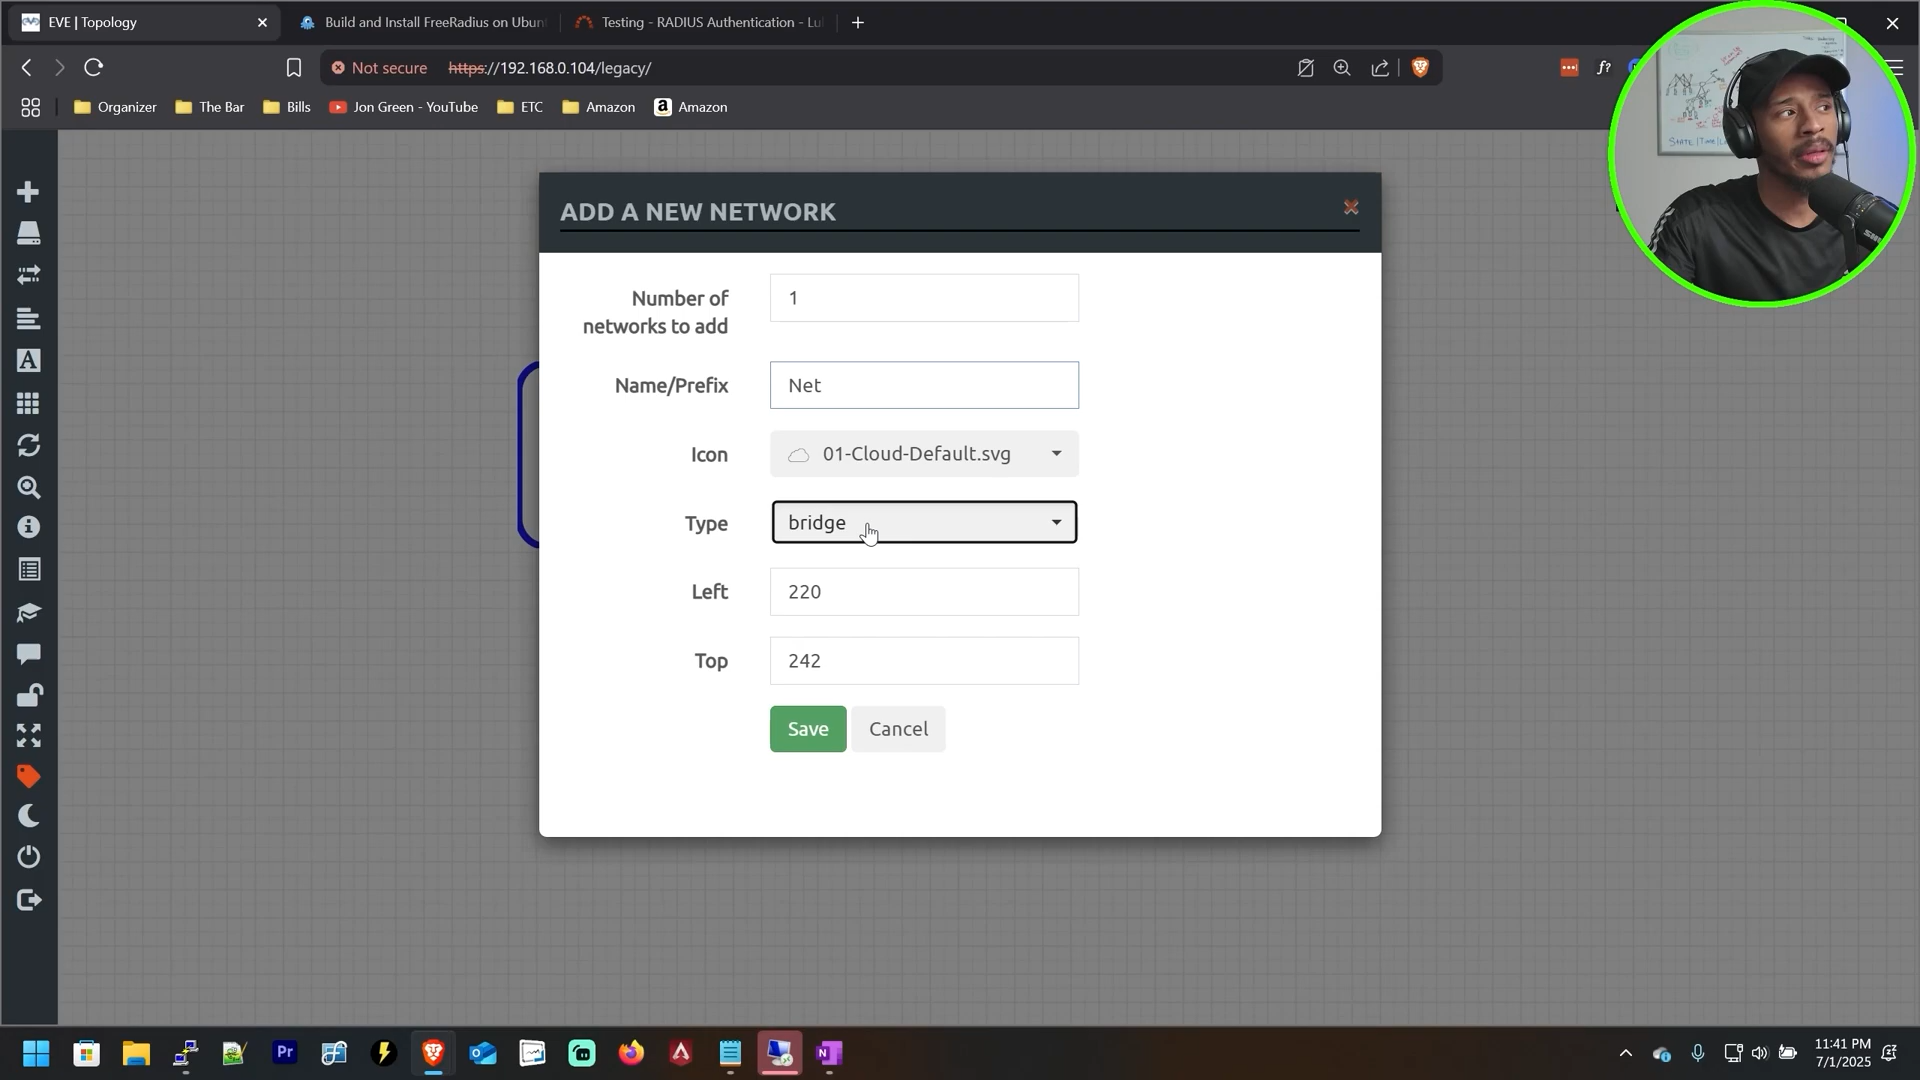 EVE | Topology
Build and Install FreeRadius on Ubun
Testing - RADIUS Authentication - Lu
Not secure https://192.168.0.104/legacy/
Organizer
The Bar
Bills
Jon Green - YouTube
ETC
Amazon
Amazon
ADD A NEW NETWORK
Number of
networks to add
1
Name/Prefix
Net
Icon
01-Cloud-Default.svg
Type
bridge
Left
220
Top
242
Save
Cancel
11:41 PM
7/1/2025